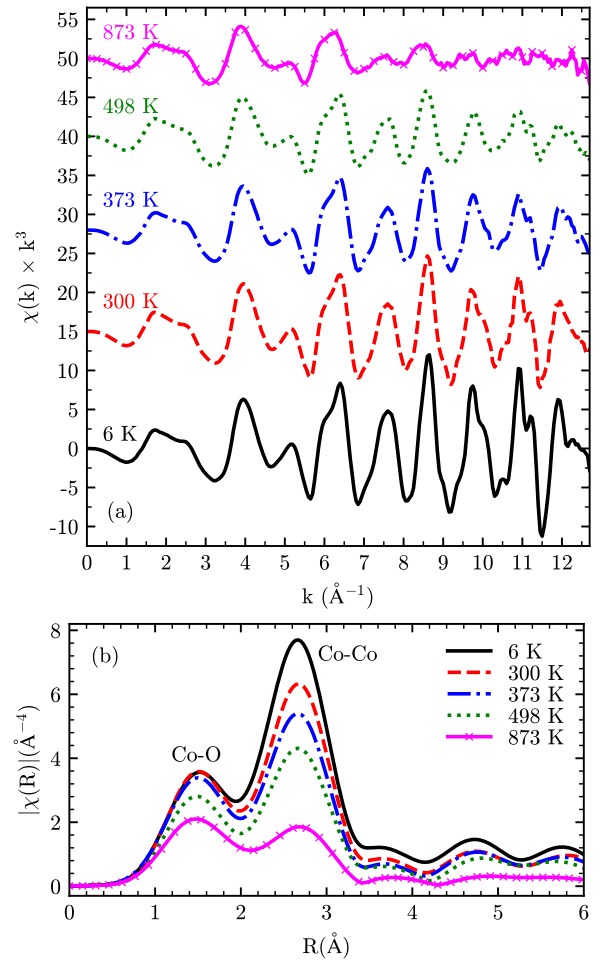 55
873 K
50
45
498 K
40
35
373 K
30
25
χ(k) × k³
20
300 K
15
10
5
6 K
0
-5
(a)
-10
0 1 2 3 4 5 6 7 8 9 10 11 12
k (Å⁻¹)
(b)
8
Co-Co
6 K
300 K
373 K
498 K
873 K
6
|χ(R)|(Å⁻⁴)
Co-O
4
2
0
0 1 2 3 4 5 6
R(Å)